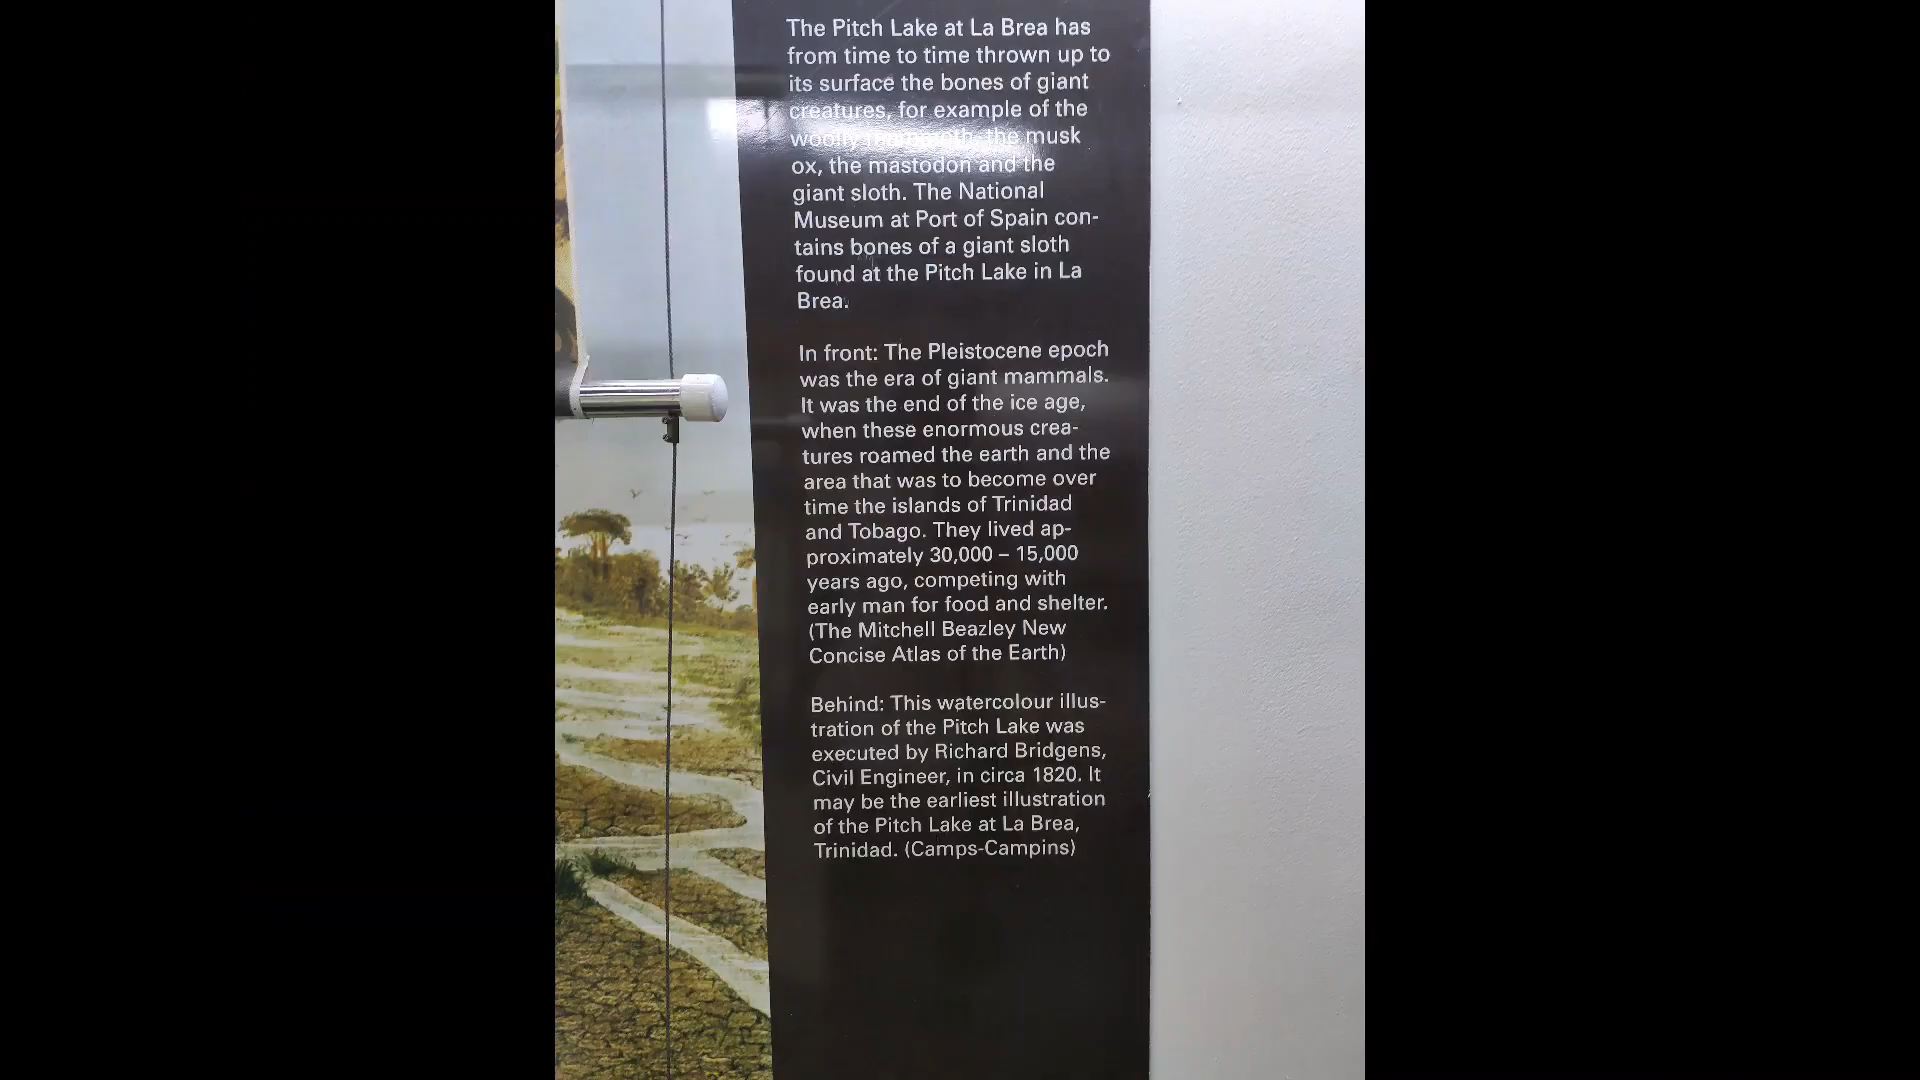 The Pitch Lake at La Brea has
from time to time thrown up to
its surface the bones of giant
creatures, for example of the
woolly mammoth, the musk
ox, the mastodon and the
giant sloth. The National
Museum at Port of Spain con-
tains bones of a giant sloth
found at the Pitch Lake in La
Brea.
In front: The Pleistocene epoch
was the era of giant mammals.
It was the end of the ice age,
when these enormous crea-
tures roamed the earth and the
area that was to become over
time the islands of Trinidad
and Tobago. They lived ap-
proximately 30,000 – 15,000
years ago, competing with
early man for food and shelter.
(The Mitchell Beazley New
Concise Atlas of the Earth)
Behind: This watercolour illus-
tration of the Pitch Lake was
executed by Richard Bridgens,
Civil Engineer, in circa 1820. It
may be the earliest illustration
of the Pitch Lake at La Brea,
Trinidad. (Camps-Campins)